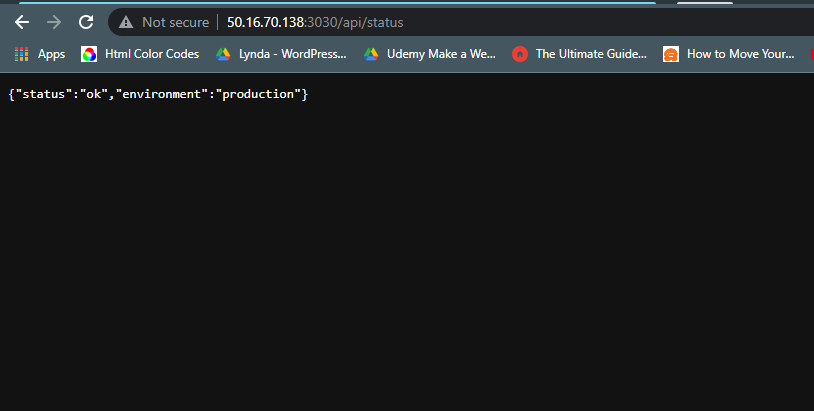 Not secure | 50.16.70.138:3030/api/status
Apps Html Color Codes Lynda - WordPress... Udemy Make a We... The Ultimate Guide... How to Move Your...
{"status":"ok","environment":"production"}